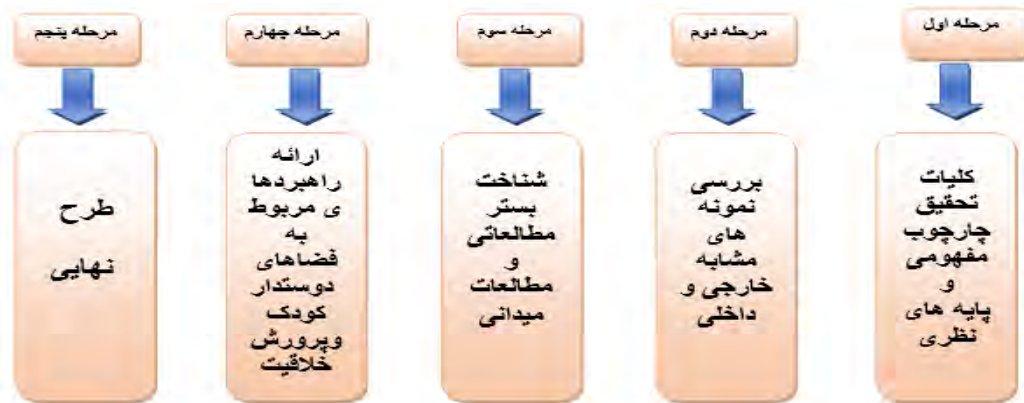 مرحله اول
کلیات
تحقیق
چارچوب
مفهومی
و
پایه های
نظری
مرحله دوم
بررسی
نمونه
های
مشابه
خارجی و
داخلی
مرحله سوم
شناخت
بستر
مطالعاتی
و
مطالعات
میدانی
مرحله چهارم
ارائه
راهبردها
ی مربوط
به
فضاهای
دوستدار
کودک
وپرورش
خلاقیت
مرحله پنجم
طرح
نهایی